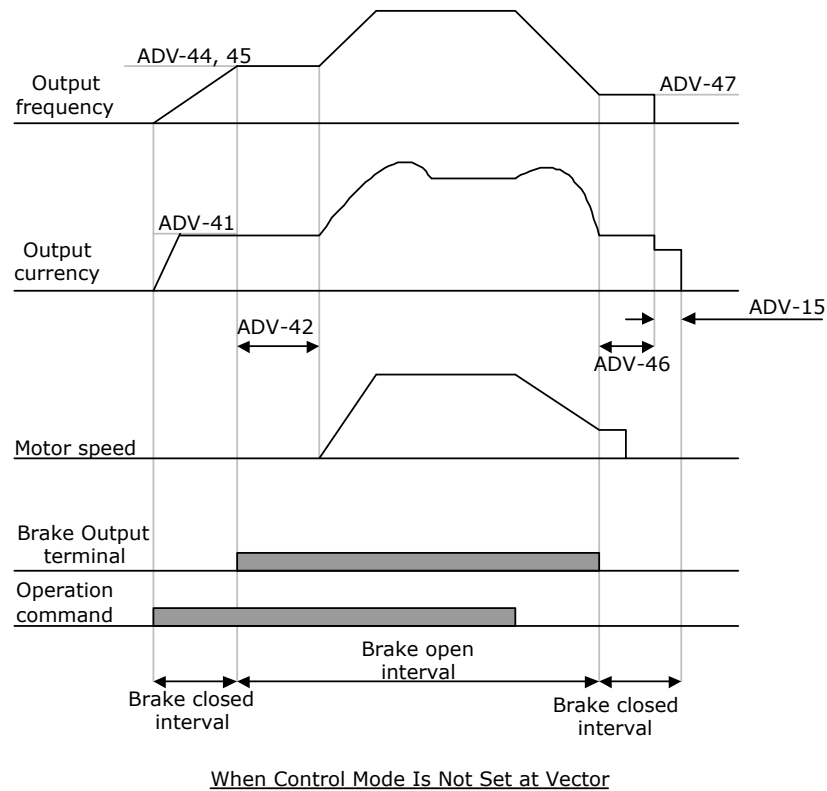 ADV-44, 45
Output
frequency
ADV-47
ADV-41
Output
currency
ADV-15
ADV-42
ADV-46
Motor speed
Brake Output
terminal
Operation
command
Brake open
interval
Brake closed
interval
Brake closed
interval
When Control Mode Is Not Set at Vector